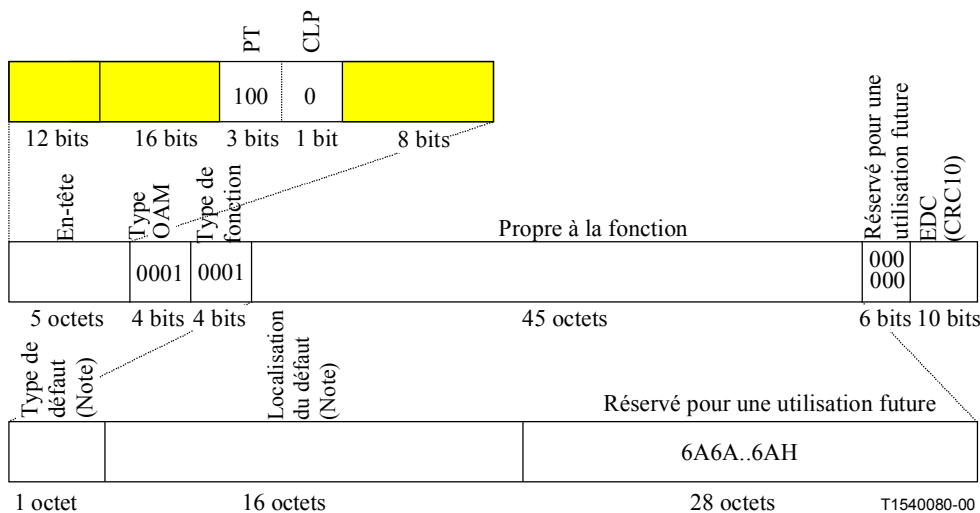 PT
CLP
100
0
12 bits
16 bits
3 bits
1 bit
8 bits
En-tête
Type
OAM
Type de
fonction
Propre à la fonction
Réservé pour une
utilisation future
EDC
(CRC10)
0001
0001
000
000
5 octets
4 bits
4 bits
45 octets
6 bits
10 bits
Type de
défaut
(Note)
Localisation
du défaut
(Note)
Réservé pour une utilisation future
6A6A..6AH
1 octet
16 octets
28 octets
T1540080-00